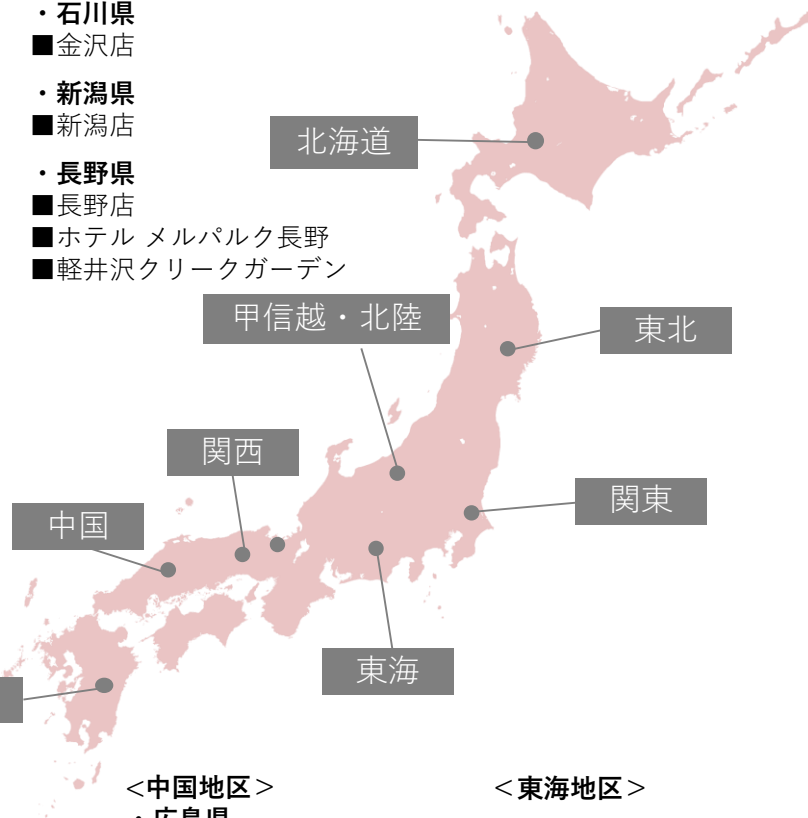 ・石川県
■金沢店
・新潟県
■新潟店
・長野県
■長野店
■ホテル メルパルク長野
■軽井沢クリークガーデン
北海道
甲信越・北陸
東北
関西
関東
中国
東海
＜中国地区＞
＜東海地区＞
・広島県